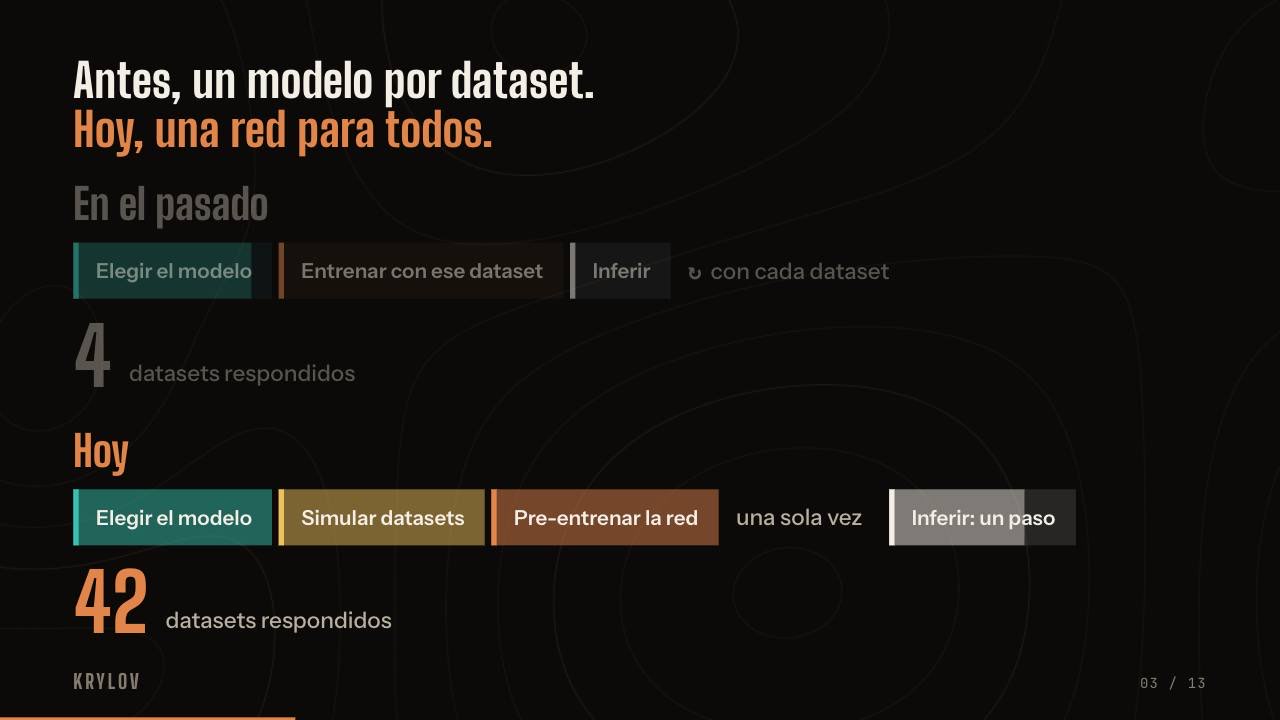 Antes, un modelo por dataset.
Hoy, una red para todos.
En el pasado
Elegir el modelo Entrenar con ese dataset Inferir ↻ con cada dataset
4 datasets respondidos
Hoy
Elegir el modelo Simular datasets Pre-entrenar la red una sola vez Inferir: un paso
42 datasets respondidos
KRYLOV 03 / 13